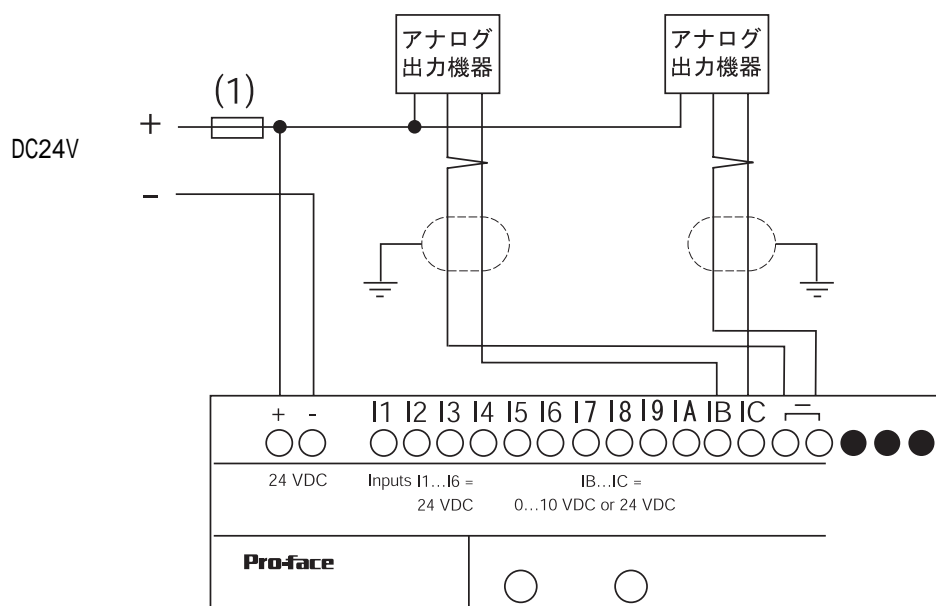 アナログ
出力機器
アナログ
出力機器
(1)
+
DC24V
-
+ - I1 I2 I3 I4 I5 I6 I7 I8 I9 IA IB IC −
24 VDC
Inputs I1...I6 =
24 VDC
IB...IC =
0...10 VDC or 24 VDC
Pro-face